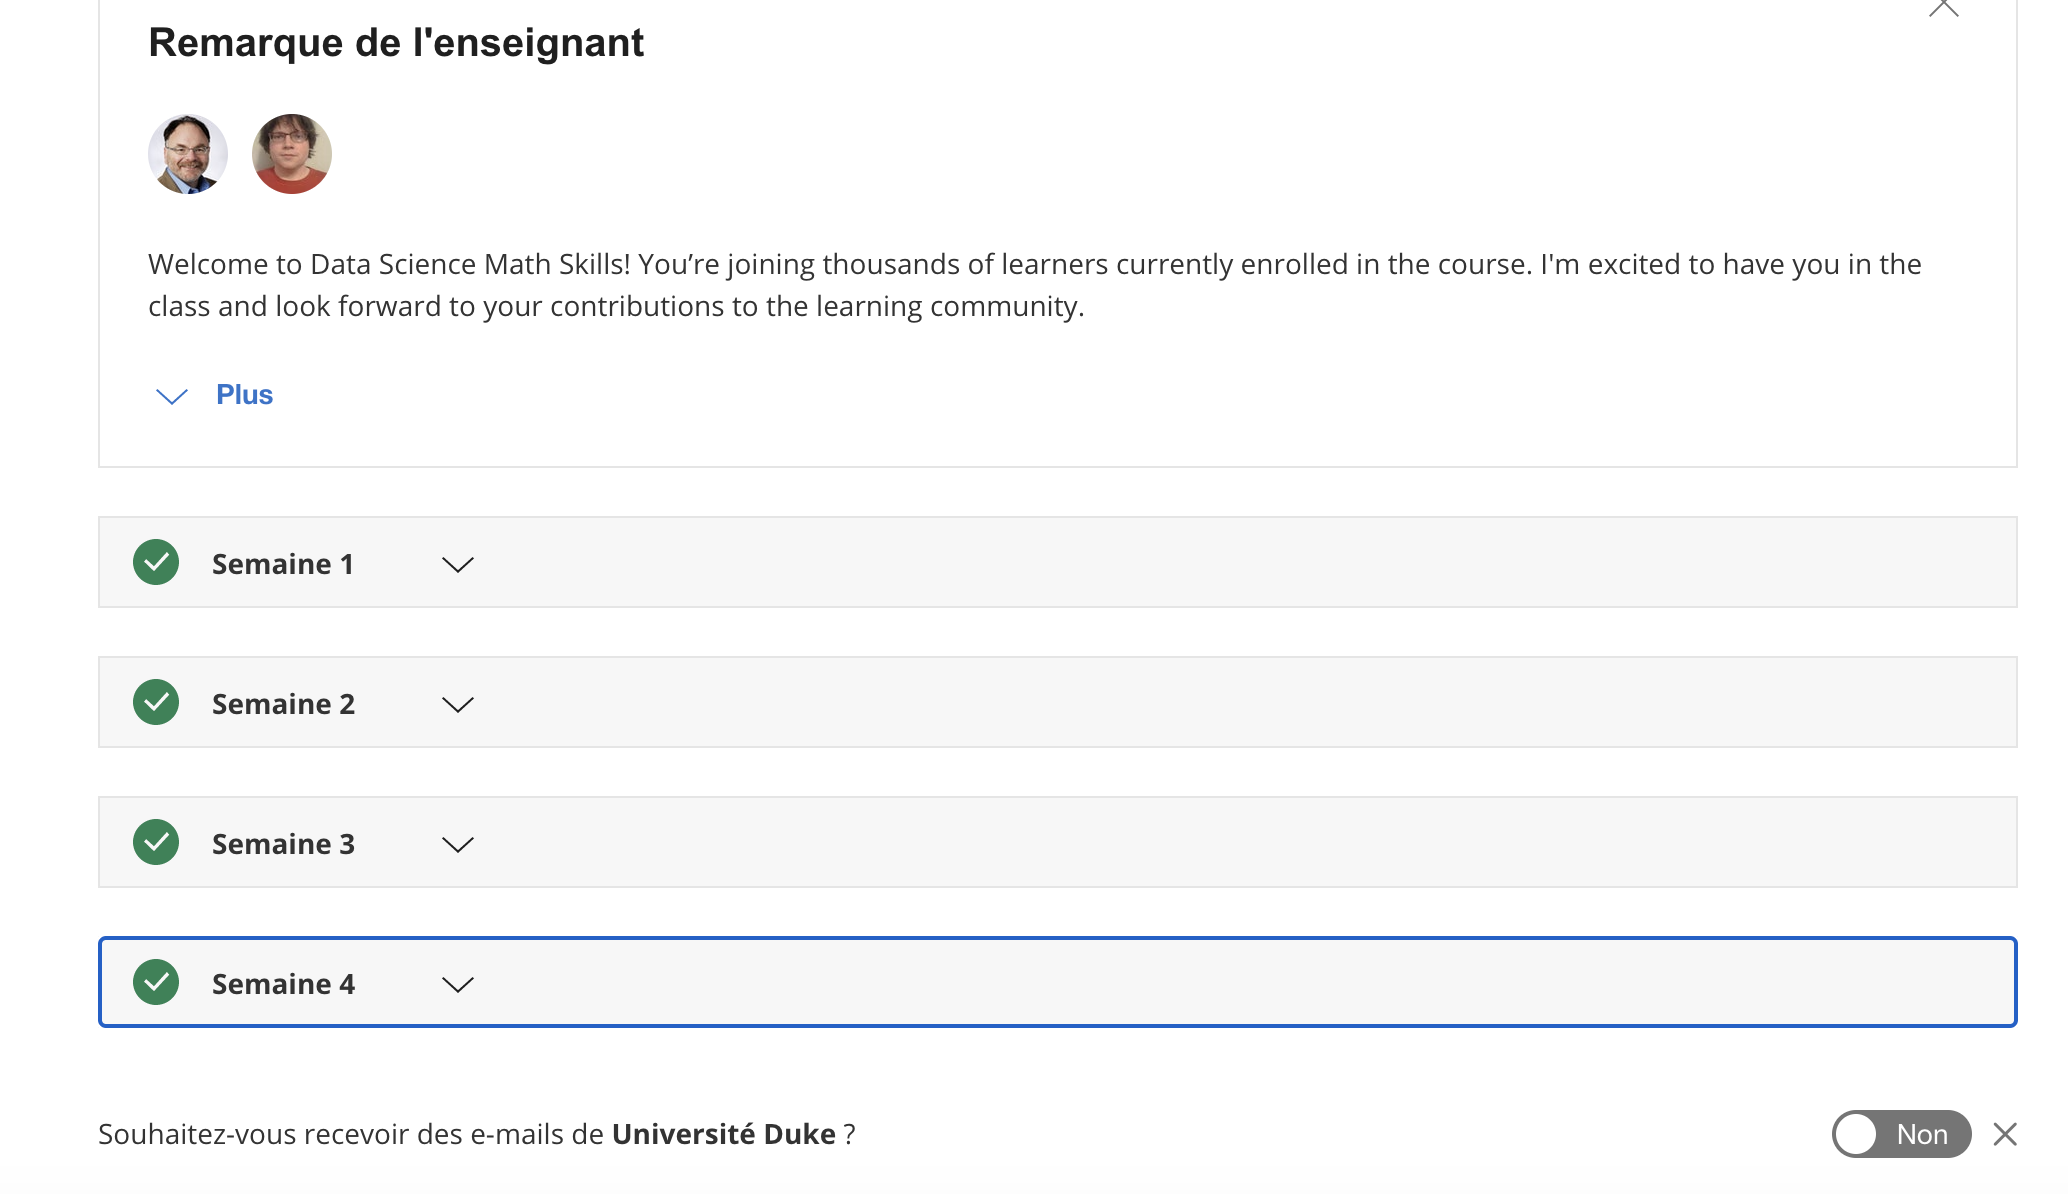 Remarque de l'enseignant
Welcome to Data Science Math Skills! You’re joining thousands of learners currently enrolled in the course. I'm excited to have you in the
class and look forward to your contributions to the learning community.
Plus
Semaine 1
Semaine 2
Semaine 3
Semaine 4
Souhaitez-vous recevoir des e-mails de Université Duke ?
Non